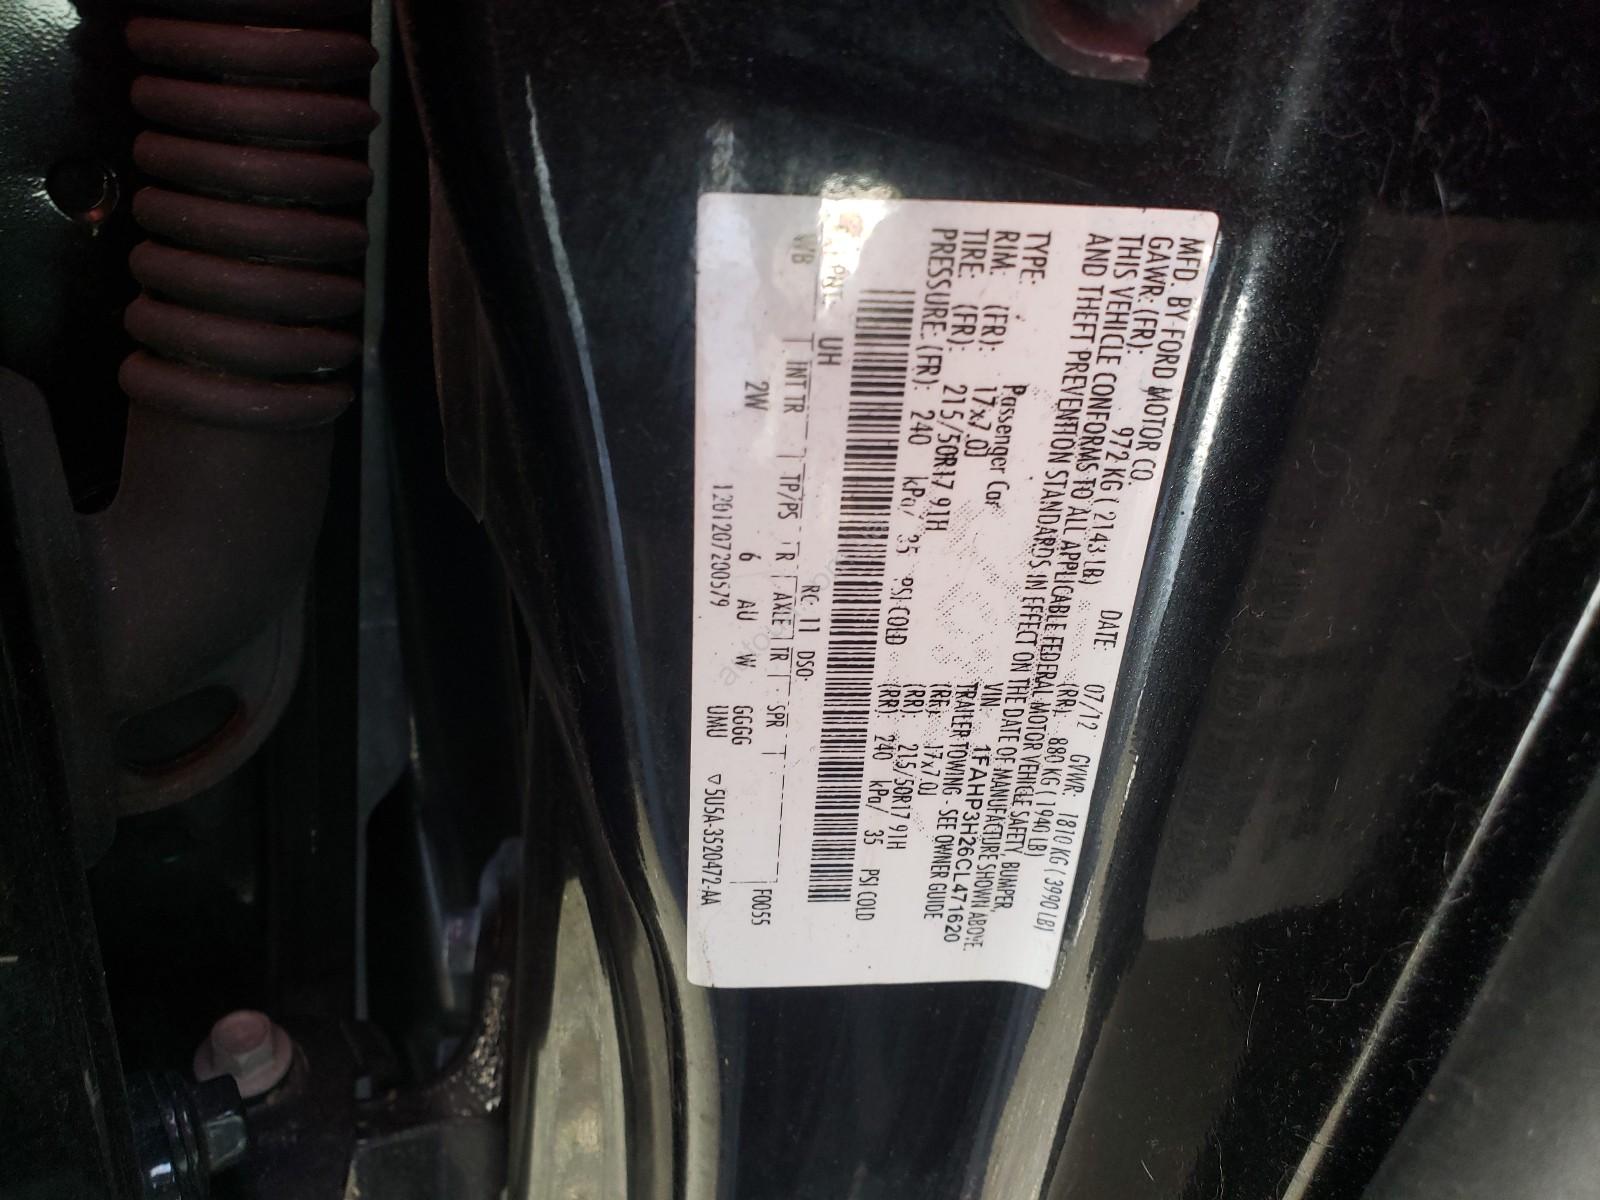 MFD. BY FORD MOTOR CO.
DATE: 07/12 GVWR: 1810 KG ( 3990 LB)
GAWR: (FR): 972 KG ( 2143 LB) (RR): 880 KG ( 1940 LB)
THIS VEHICLE CONFORMS TO ALL APPLICABLE FEDERAL MOTOR VEHICLE SAFETY, BUMPER,
AND THEFT PREVENTION STANDARDS IN EFFECT ON THE DATE OF MANUFACTURE SHOWN ABOVE.
VIN: 1FAHP3H26CL471620
TYPE: Passenger Car TRAILER TOWING - SEE OWNER GUIDE
RIM: (FR): 17x7.0J (RR): 17x7.0J
TIRE: (FR): 215/50R17 91H (RR): 215/50R17 91H
PRESSURE: (FR): 240 kPa/ 35 PSI COLD (RR): 240 kPa/ 35 PSI COLD
UH RC: 11 DSO:
WB INT TR TP/PS R AXLE TR SPR
2W 6 AU W GGGG F0055
1201207200579 UMU ▽5U5A-3520472-AA